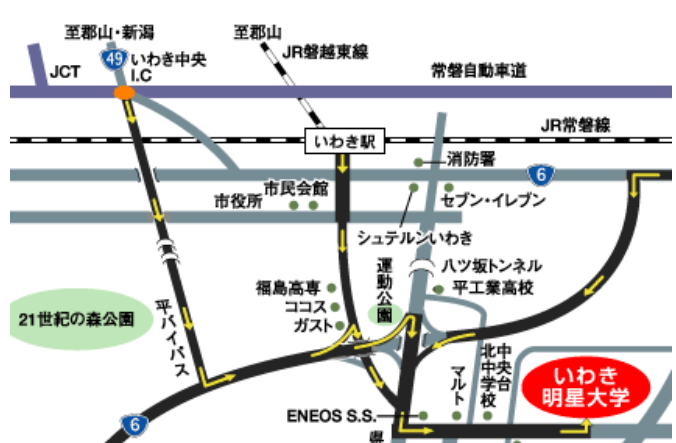 至郡山・新潟
至郡山
49
いわき中央
I.C
JR磐越東線
JCT
常磐自動車道
JR常磐線
いわき駅
消防署
6
市民会館
市役所
セブン・イレブン
シュテルンいわき
八ツ坂トンネル
運動公園
平工業高校
福島高専
ココス
ガスト
21世紀の森公園
平バイパス
中央台
北中学校
マルト
いわき
明星大学
ENEOS S.S.
6
県